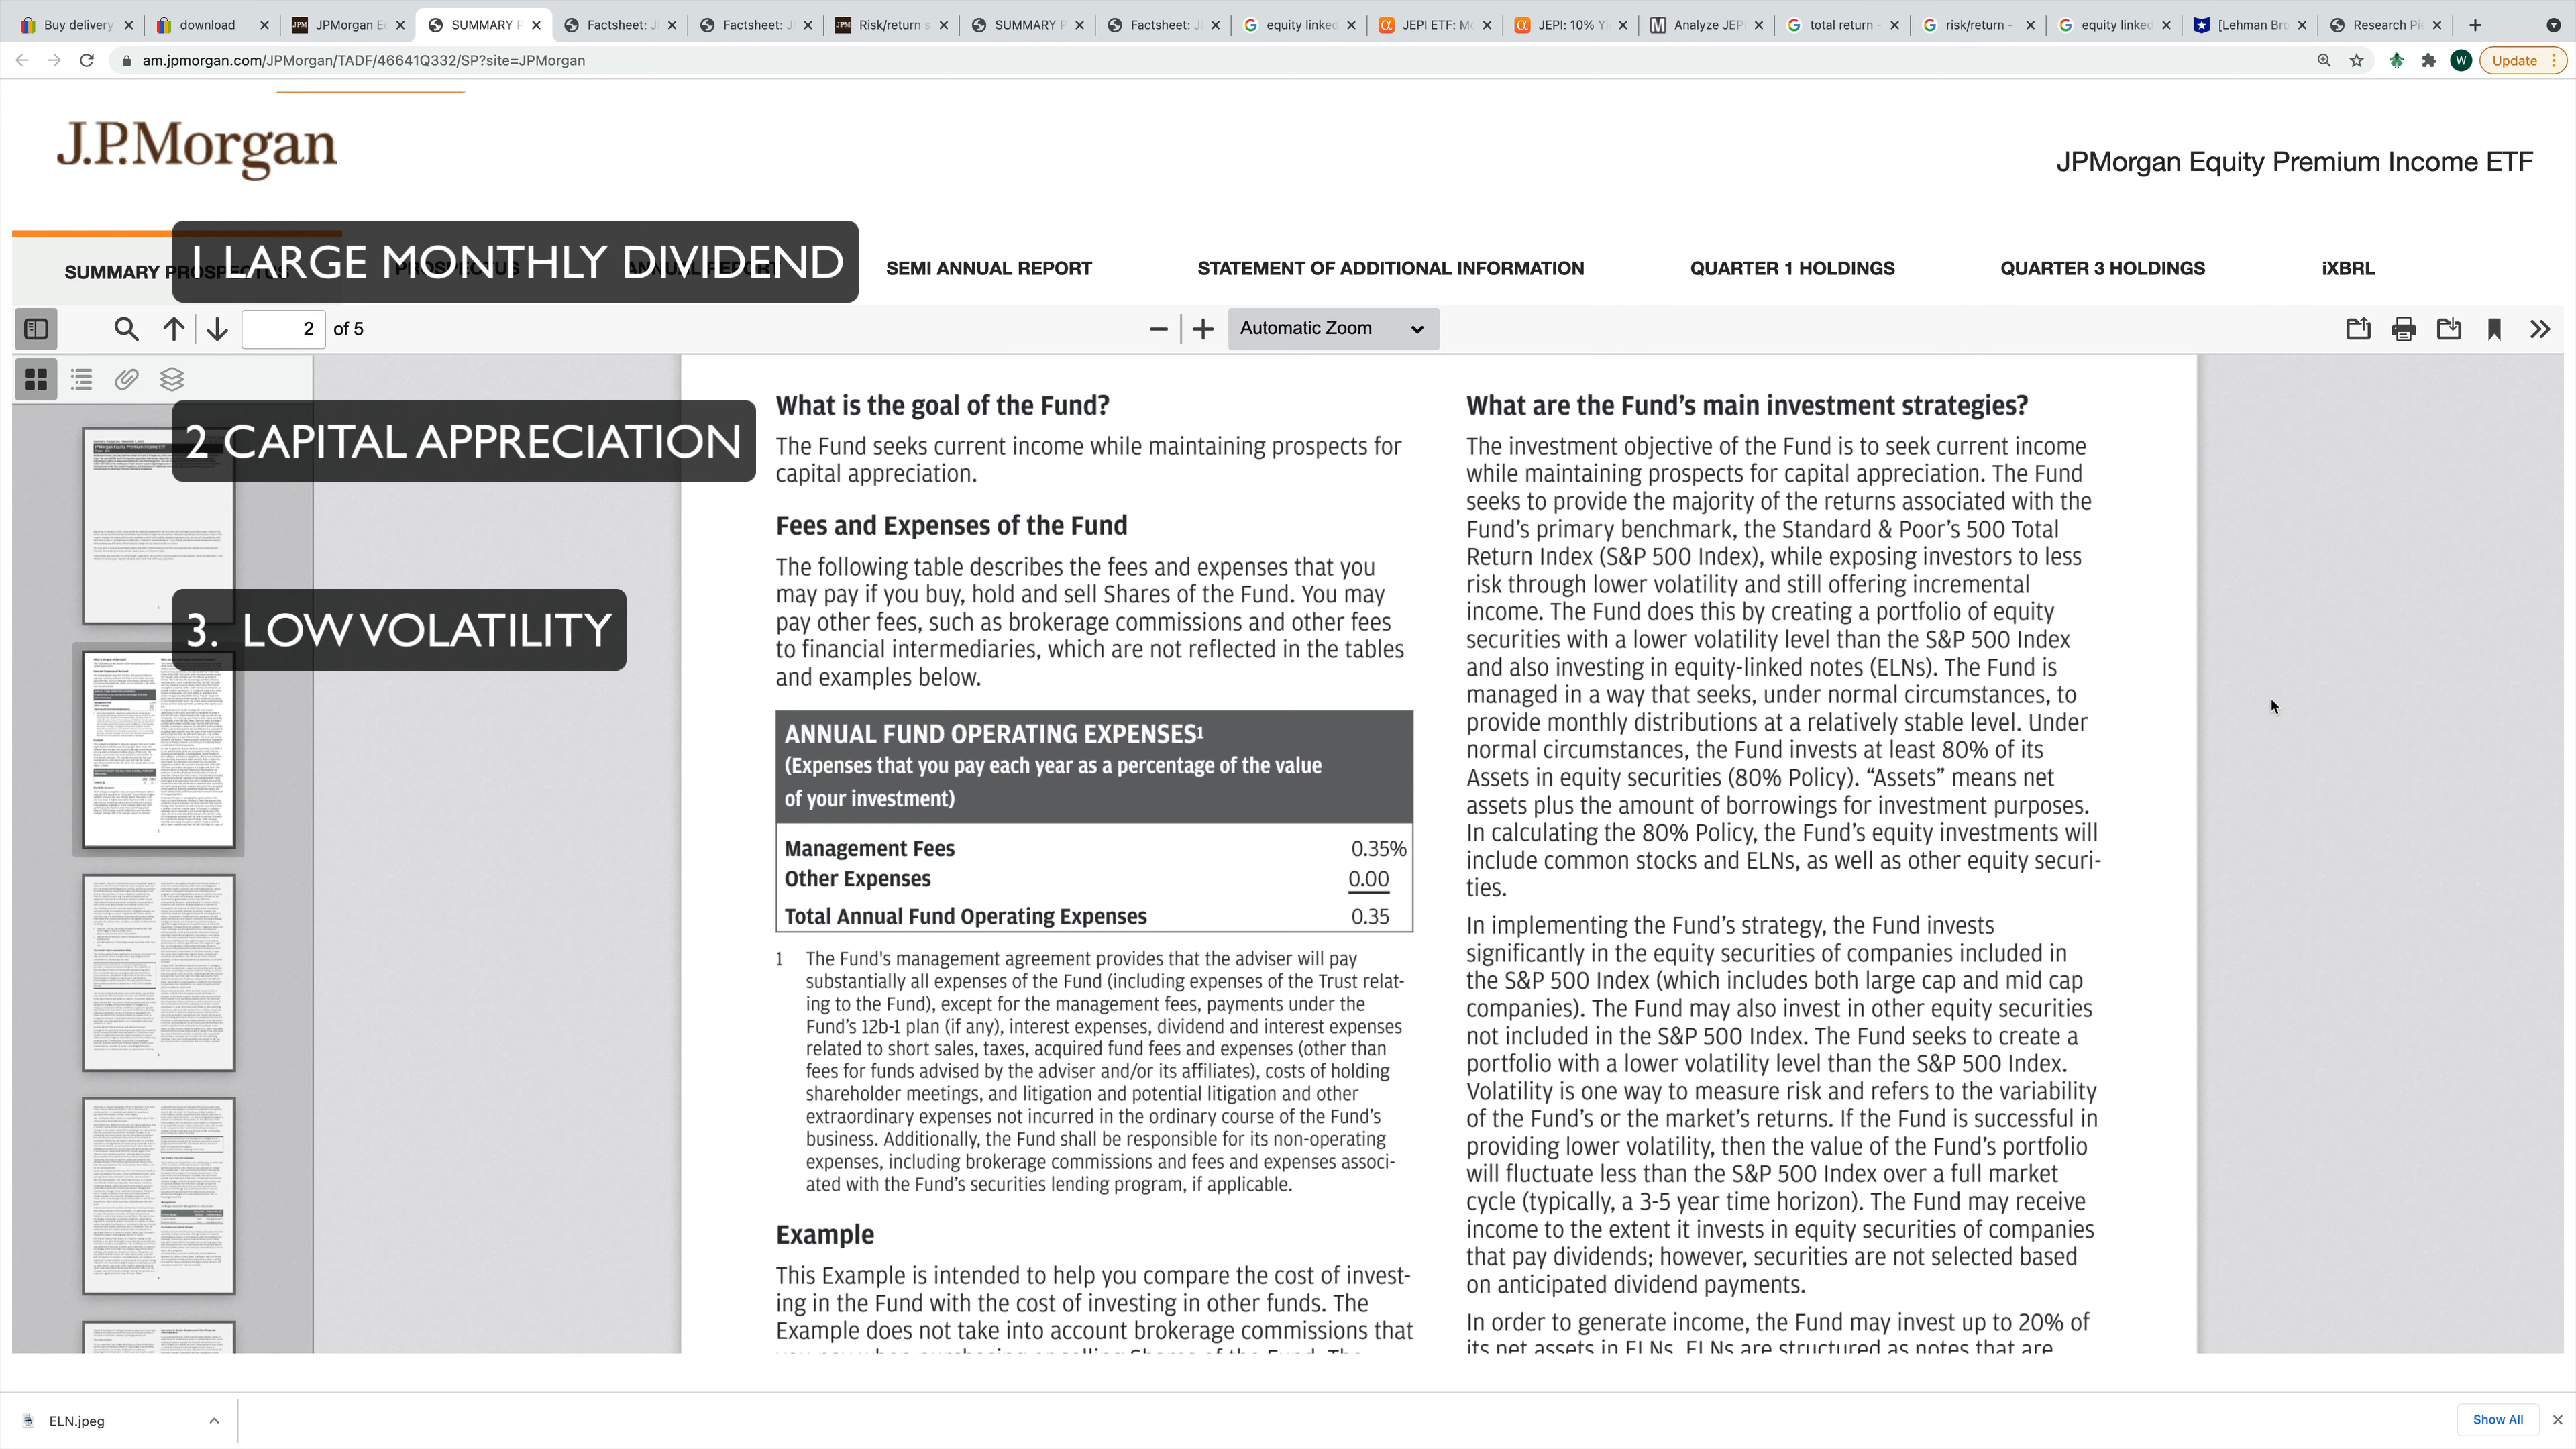 Buy delivery
download
JPMorgan E
SUMMARY P
Factsheet: J
Factsheet: J
Risk/return s
SUMMARY P
Factsheet: J
equity linked
JEPI ETF: M
JEPI: 10% Yi
Analyze JEP
total return -
risk/return -
equity linked
[Lehman Bro
Research Pi
am.jpmorgan.com/JPMorgan/TADF/46641Q332/SP?site=JPMorgan
W
Update
J.P.Morgan
JPMorgan Equity Premium Income ETF
1 LARGE MONTHLY DIVIDEND
SUMMARY PROSPECTUS
PROSPECTUS
ANNUAL REPORT
SEMI ANNUAL REPORT
STATEMENT OF ADDITIONAL INFORMATION
QUARTER 1 HOLDINGS
QUARTER 3 HOLDINGS
iXBRL
2 of 5
Automatic Zoom
2 CAPITAL APPRECIATION
3. LOW VOLATILITY
What is the goal of the Fund?
The Fund seeks current income while maintaining prospects for
capital appreciation.
Fees and Expenses of the Fund
The following table describes the fees and expenses that you
may pay if you buy, hold and sell Shares of the Fund. You may
pay other fees, such as brokerage commissions and other fees
to financial intermediaries, which are not reflected in the tables
and examples below.
ANNUAL FUND OPERATING EXPENSES1
(Expenses that you pay each year as a percentage of the value
of your investment)
Management Fees 0.35%
Other Expenses 0.00
Total Annual Fund Operating Expenses 0.35
1 The Fund's management agreement provides that the adviser will pay
substantially all expenses of the Fund (including expenses of the Trust relat-
ing to the Fund), except for the management fees, payments under the
Fund's 12b-1 plan (if any), interest expenses, dividend and interest expenses
related to short sales, taxes, acquired fund fees and expenses (other than
fees for funds advised by the adviser and/or its affiliates), costs of holding
shareholder meetings, and litigation and potential litigation and other
extraordinary expenses not incurred in the ordinary course of the Fund's
business. Additionally, the Fund shall be responsible for its non-operating
expenses, including brokerage commissions and fees and expenses associ-
ated with the Fund's securities lending program, if applicable.
Example
This Example is intended to help you compare the cost of invest-
ing in the Fund with the cost of investing in other funds. The
Example does not take into account brokerage commissions that
What are the Fund's main investment strategies?
The investment objective of the Fund is to seek current income
while maintaining prospects for capital appreciation. The Fund
seeks to provide the majority of the returns associated with the
Fund's primary benchmark, the Standard & Poor's 500 Total
Return Index (S&P 500 Index), while exposing investors to less
risk through lower volatility and still offering incremental
income. The Fund does this by creating a portfolio of equity
securities with a lower volatility level than the S&P 500 Index
and also investing in equity-linked notes (ELNs). The Fund is
managed in a way that seeks, under normal circumstances, to
provide monthly distributions at a relatively stable level. Under
normal circumstances, the Fund invests at least 80% of its
Assets in equity securities (80% Policy). “Assets” means net
assets plus the amount of borrowings for investment purposes.
In calculating the 80% Policy, the Fund's equity investments will
include common stocks and ELNs, as well as other equity securi-
ties.
In implementing the Fund's strategy, the Fund invests
significantly in the equity securities of companies included in
the S&P 500 Index (which includes both large cap and mid cap
companies). The Fund may also invest in other equity securities
not included in the S&P 500 Index. The Fund seeks to create a
portfolio with a lower volatility level than the S&P 500 Index.
Volatility is one way to measure risk and refers to the variability
of the Fund's or the market's returns. If the Fund is successful in
providing lower volatility, then the value of the Fund's portfolio
will fluctuate less than the S&P 500 Index over a full market
cycle (typically, a 3-5 year time horizon). The Fund may receive
income to the extent it invests in equity securities of companies
that pay dividends; however, securities are not selected based
on anticipated dividend payments.
In order to generate income, the Fund may invest up to 20% of
its net assets in ELNs. ELNs are structured as notes that are
ELN.jpeg
Show All